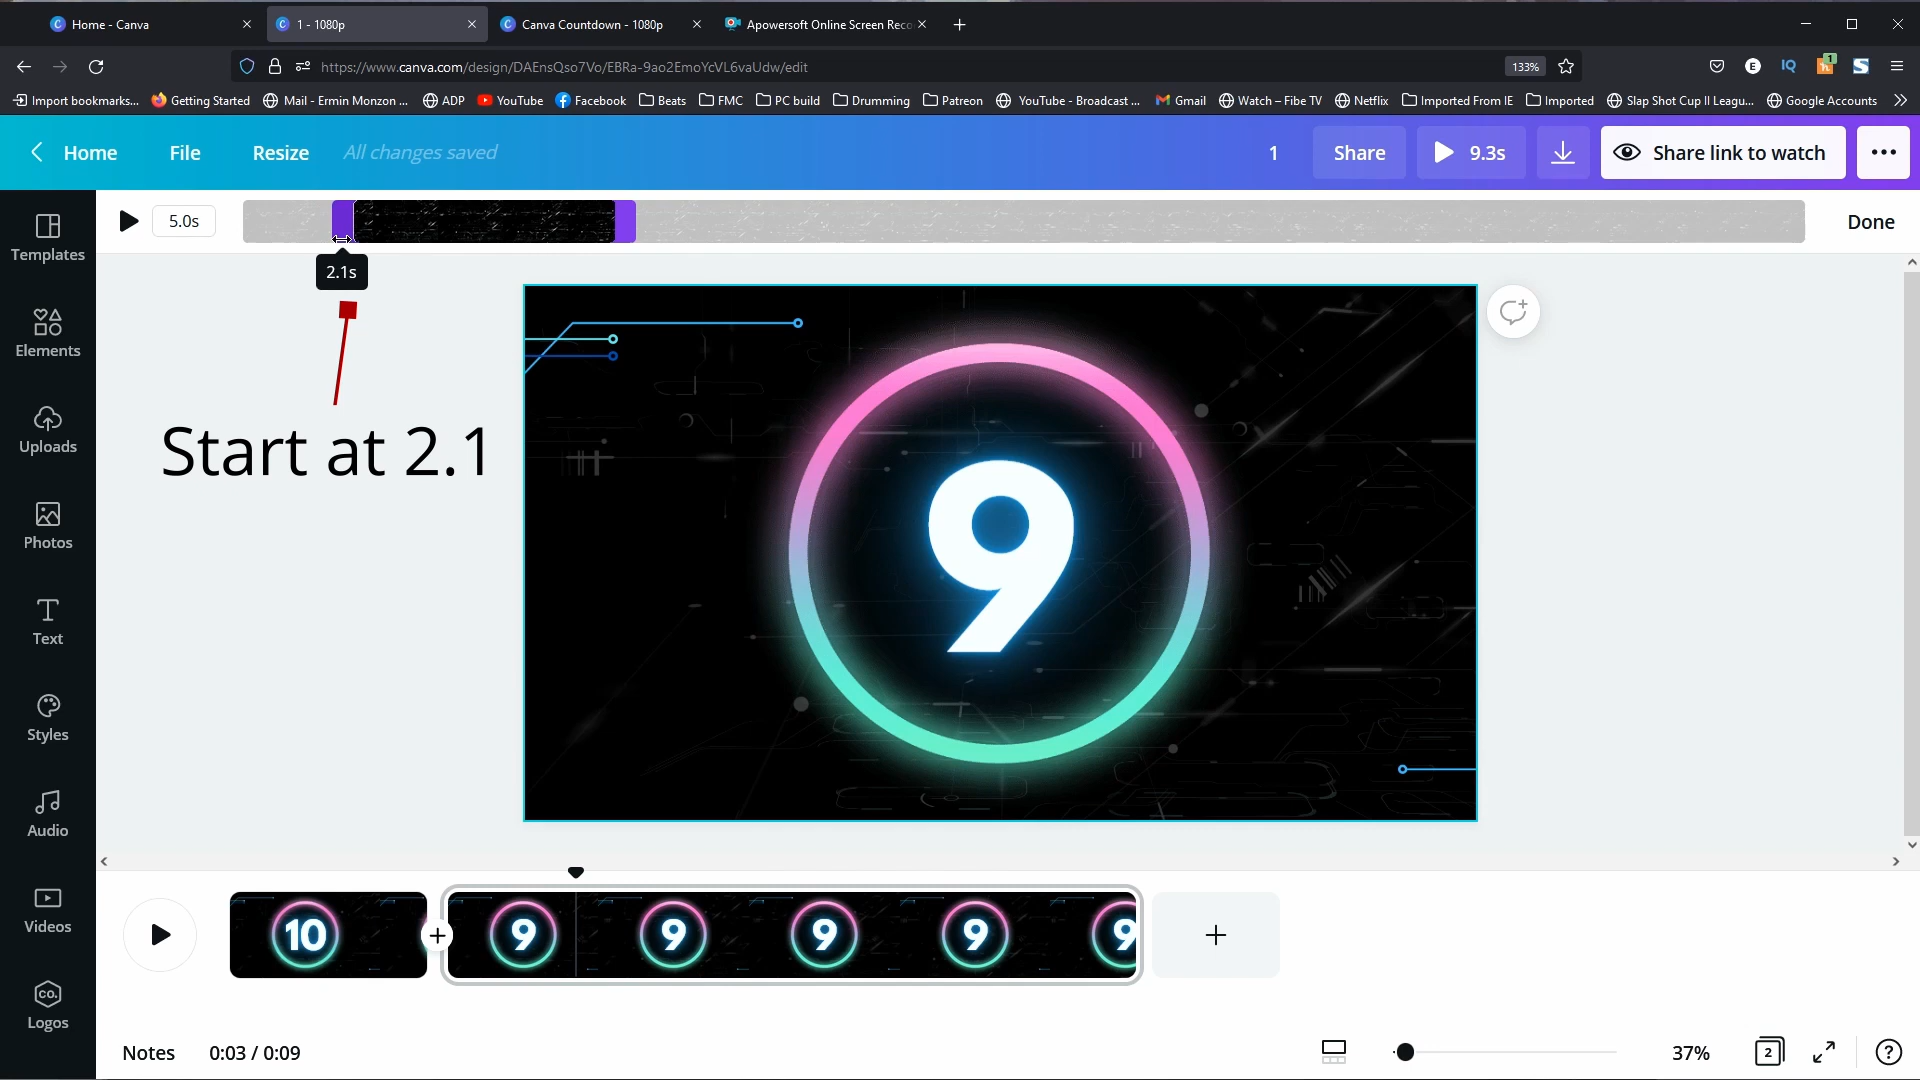 Home - Canva
1 - 1080p
Canva Countdown - 1080p
Apowersoft Online Screen Reco
https://www.canva.com/design/DAEnsQso7Vo/EBRa-9ao2EmoYcVL6vaUdw/edit
133%
E
IQ
1
Import bookmarks...
Getting Started
Mail - Ermin Monzon ...
ADP
YouTube
Facebook
Beats
FMC
PC build
Drumming
Patreon
YouTube - Broadcast ...
Gmail
Watch – Fibe TV
Netflix
Imported From IE
Imported
Slap Shot Cup II Leagu...
Google Accounts
Home
File
Resize
All changes saved
1
Share
9.3s
Share link to watch
5.0s
Done
2.1s
Templates
Elements
Uploads
Photos
Text
Styles
Audio
Videos
CO.
Logos
Start at 2.1
9
10
9
9
9
9
9
Notes
0:03 / 0:09
37%
2
?